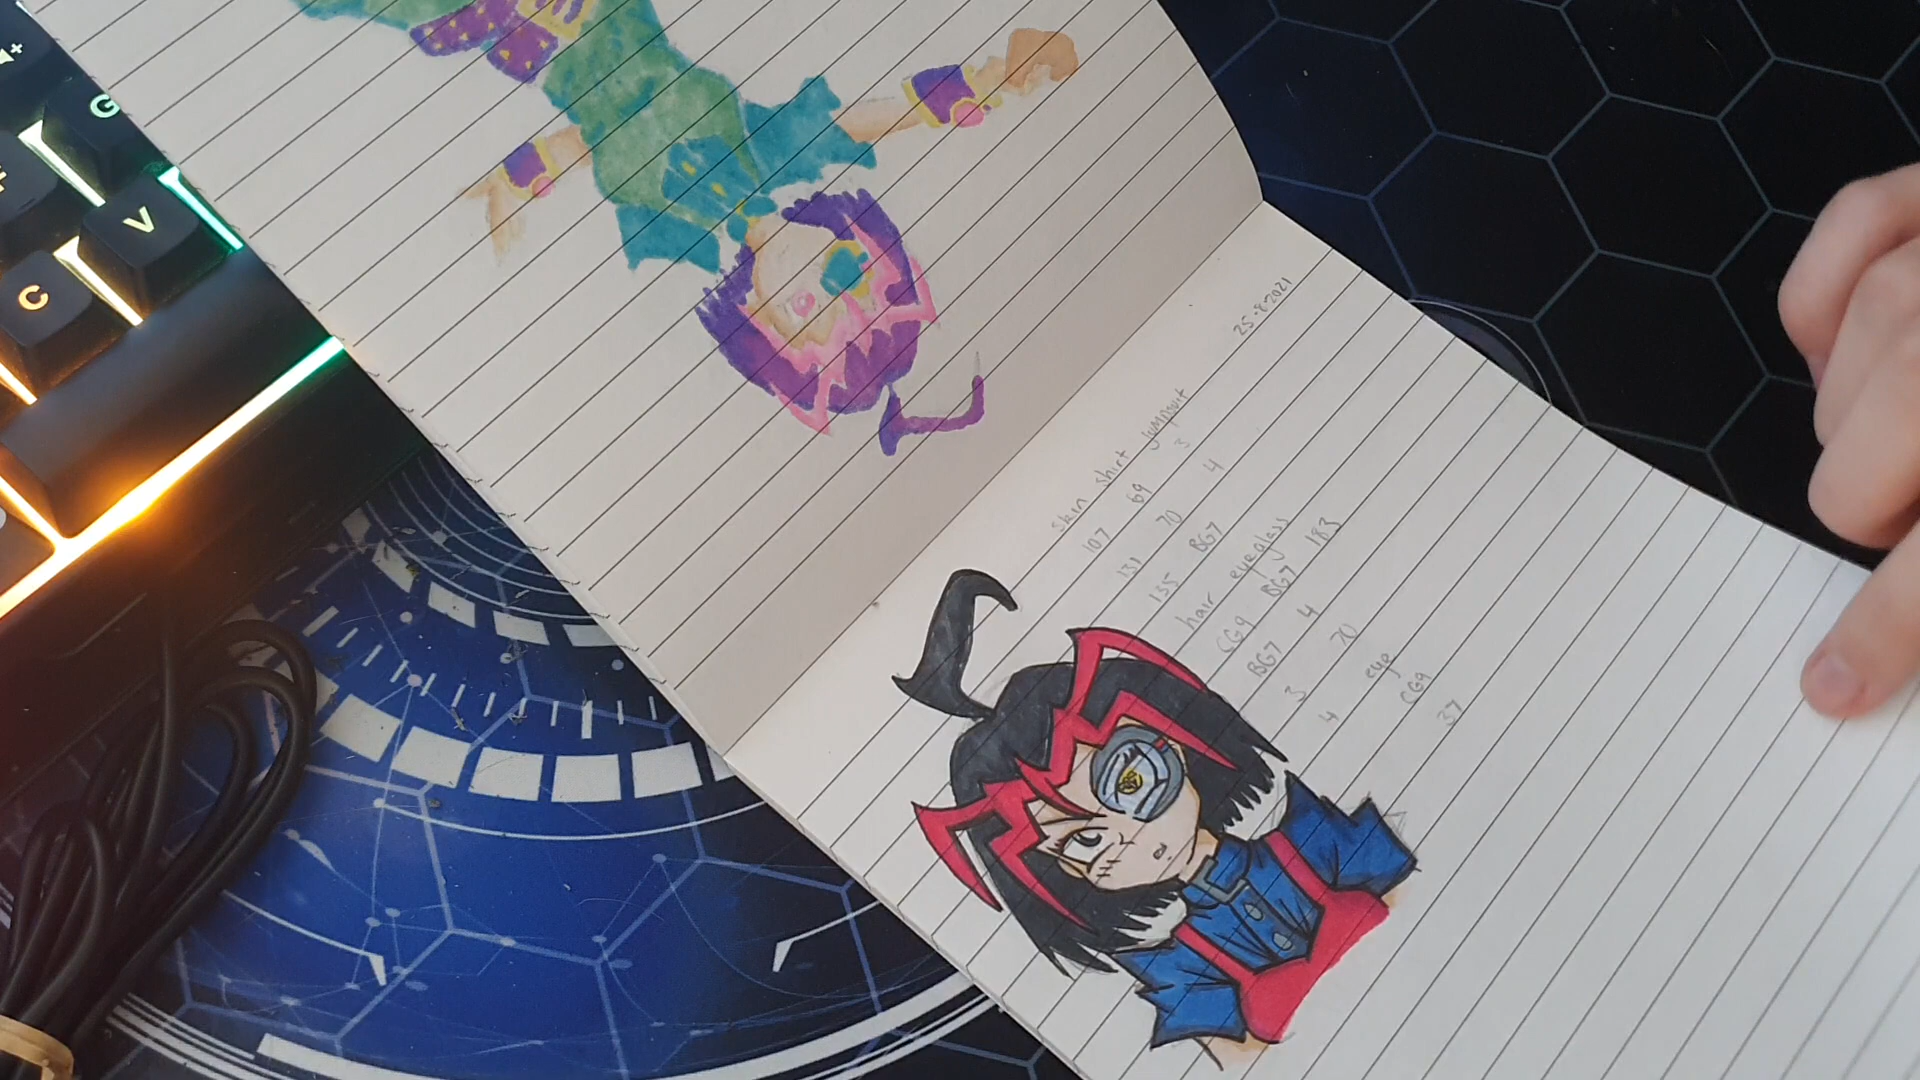 25-8-2021
skin shirt jumpsuit
107 69 3
131 70 4
135 BG7
hair eyeglass
CG9 BG7 183
BG7 4
3 70
4
eye
CG9
37
G
V
C